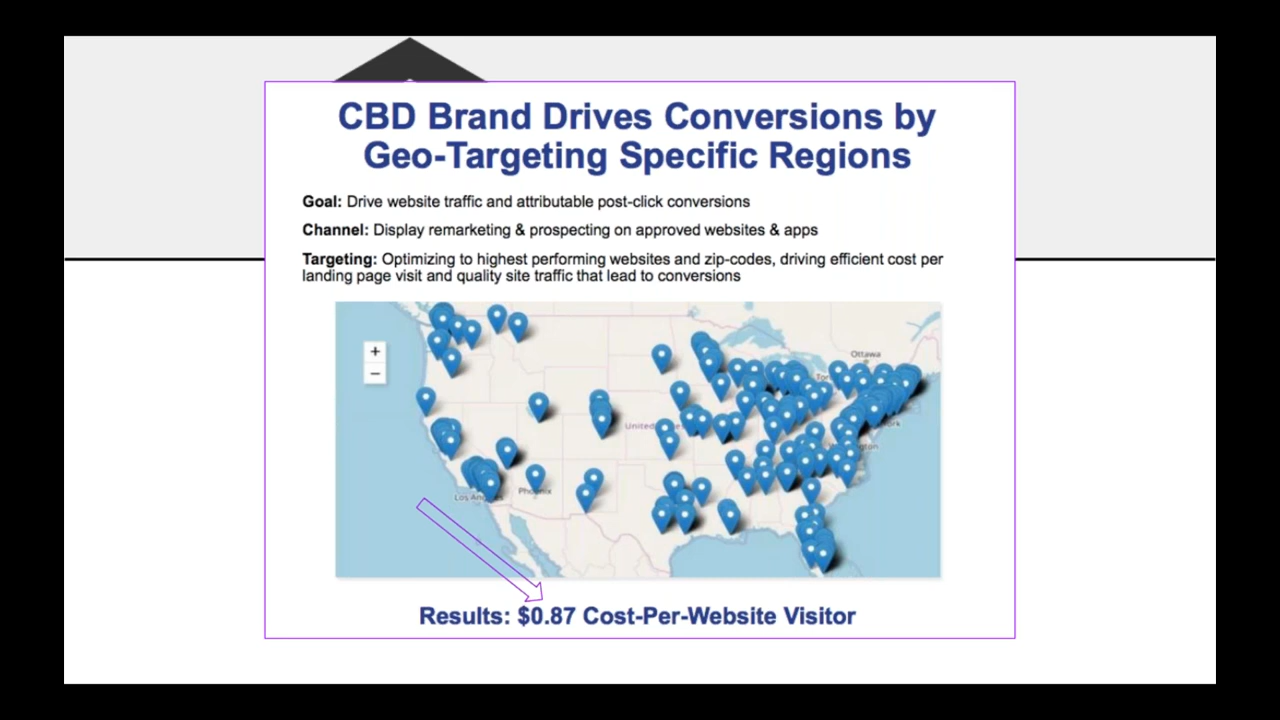 CBD Brand Drives Conversions by
Geo-Targeting Specific Regions
Goal: Drive website traffic and attributable post-click conversions
Channel: Display remarketing & prospecting on approved websites & apps
Targeting: Optimizing to highest performing websites and zip-codes, driving efficient cost per
landing page visit and quality site traffic that lead to conversions
+
−
Ottawa
Results: $0.87 Cost-Per-Website Visitor